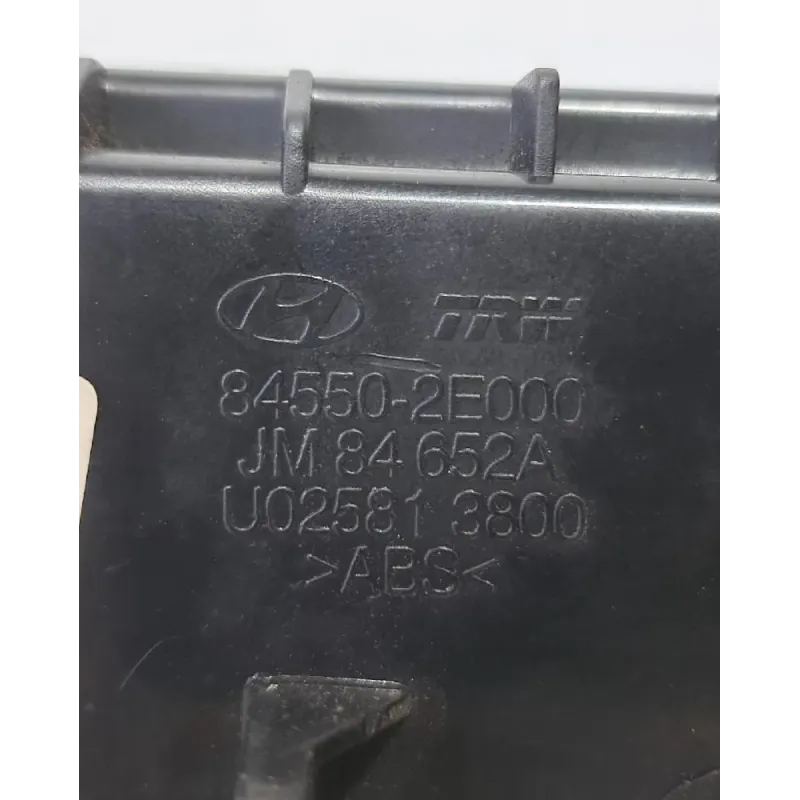 TRW
84550-2E000
JM 84 652A
U02581 3800
>ABS<